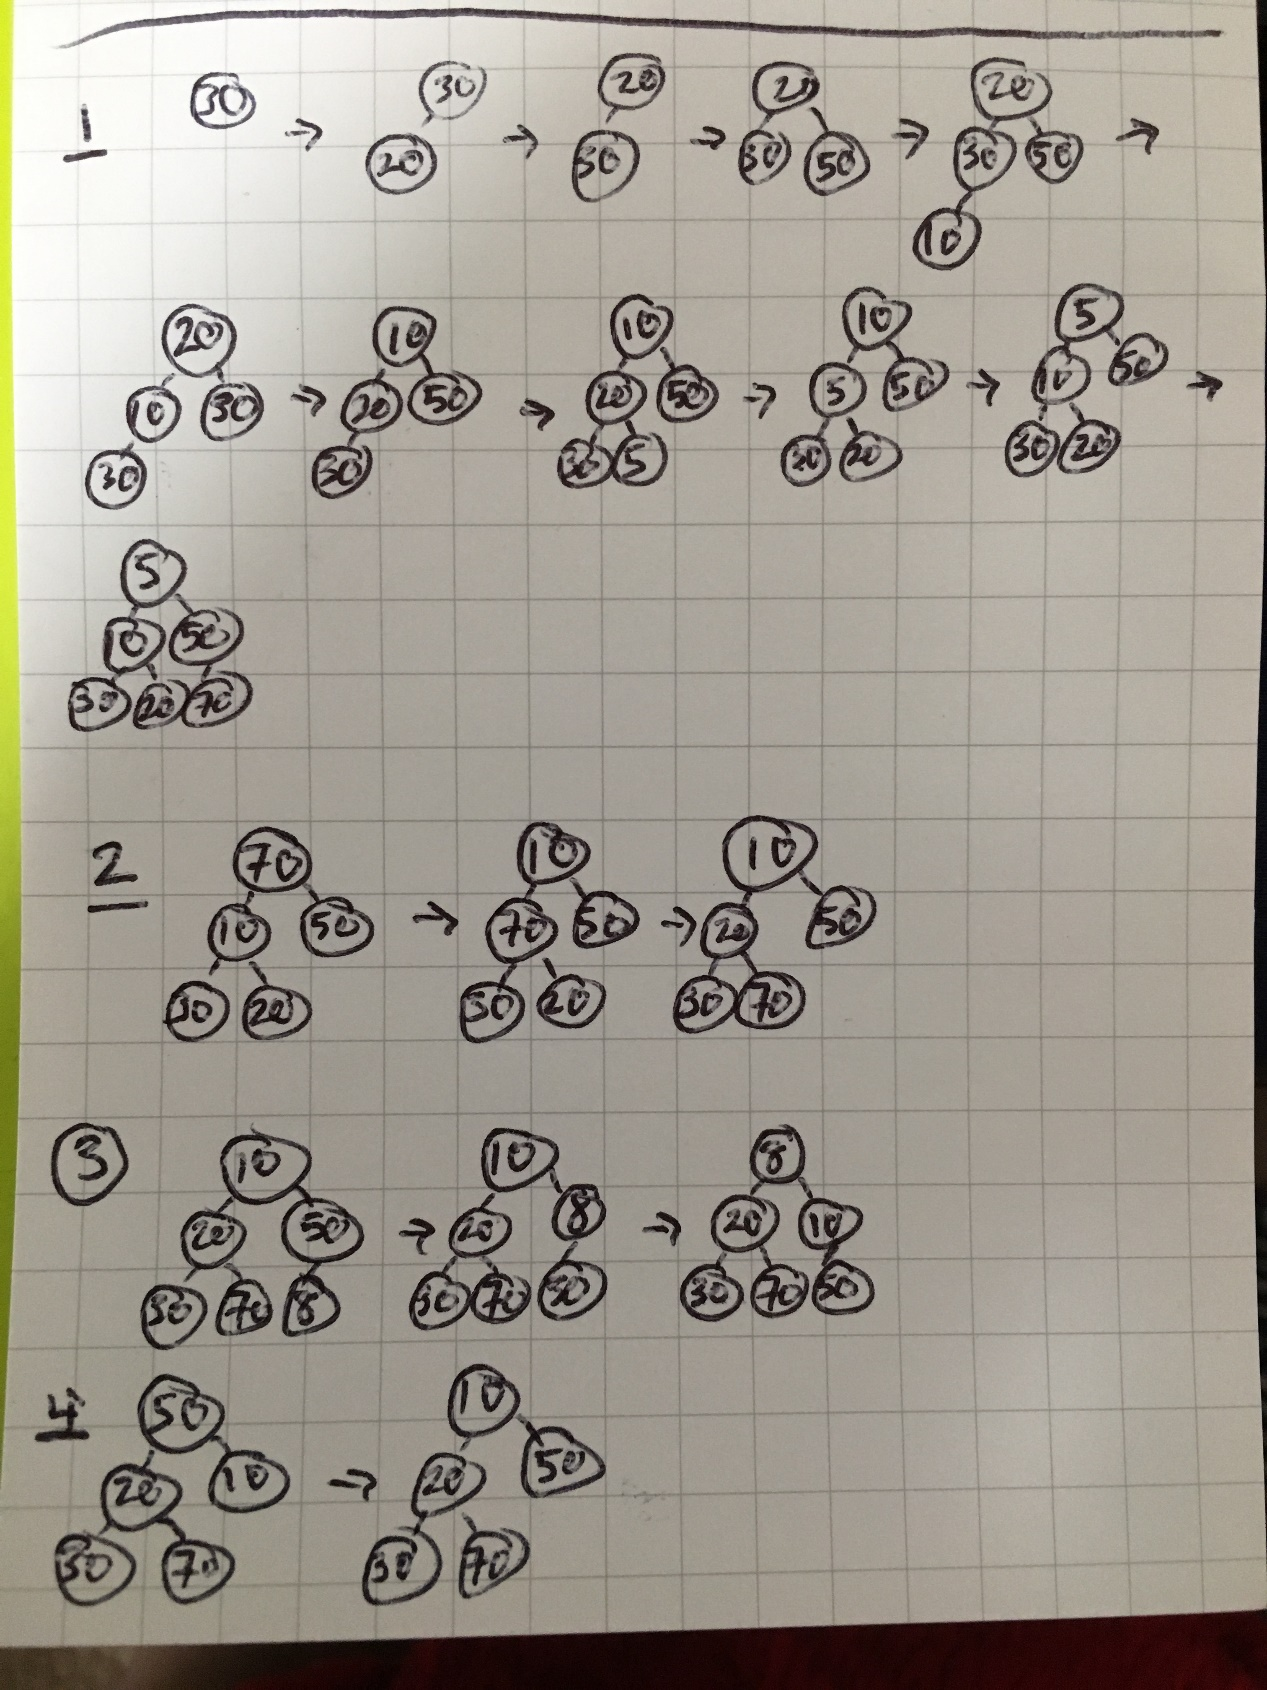 1 30 → 30 → 20 → 20 → 20 →
20 30 30 50 30 50
10
20 → 10 → 10 → 10 → 5 →
10 30 20 50 20 50 5 50 10 50
30 30 30 5 30 20 30 20
5
10 50
30 20 70
2 70 → 10 → 10
10 50 70 50 20 50
30 20 30 20 30 70
3 10 → 10 → 8
20 50 20 8 20 10
30 70 8 30 70 50 30 70 50
4 50 → 10
20 10 20 50
30 70 30 70